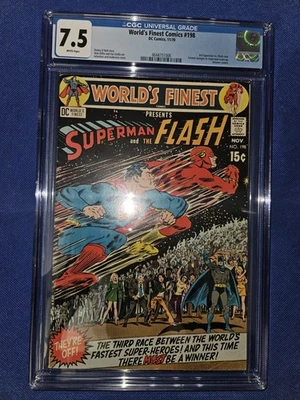 CGC UNIVERSAL GRADE
7.5
World's Finest Comics #198
DC Comics, 11/70
WORLD'S FINEST
PRESENTS
SUPERMAN
and THE
FLASH
15¢
NOV
NO. 198
THEY'RE
OFF!
THE THIRD RACE BETWEEN THE WORLD'S
FASTEST SUPER-HEROES! AND THIS TIME
THERE MUST BE A WINNER!